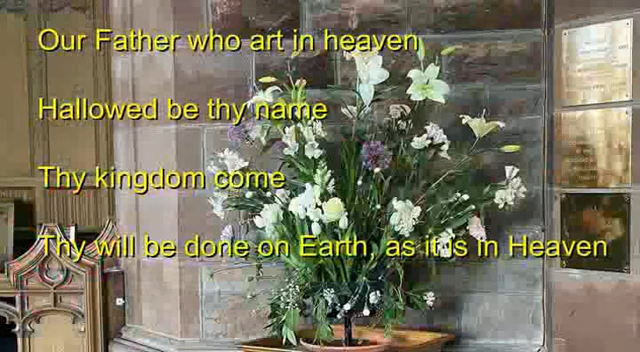 Our Father who art in heaven
Hallowed be thy name
Thy kingdom come
Thy will be done on Earth, as it is in Heaven